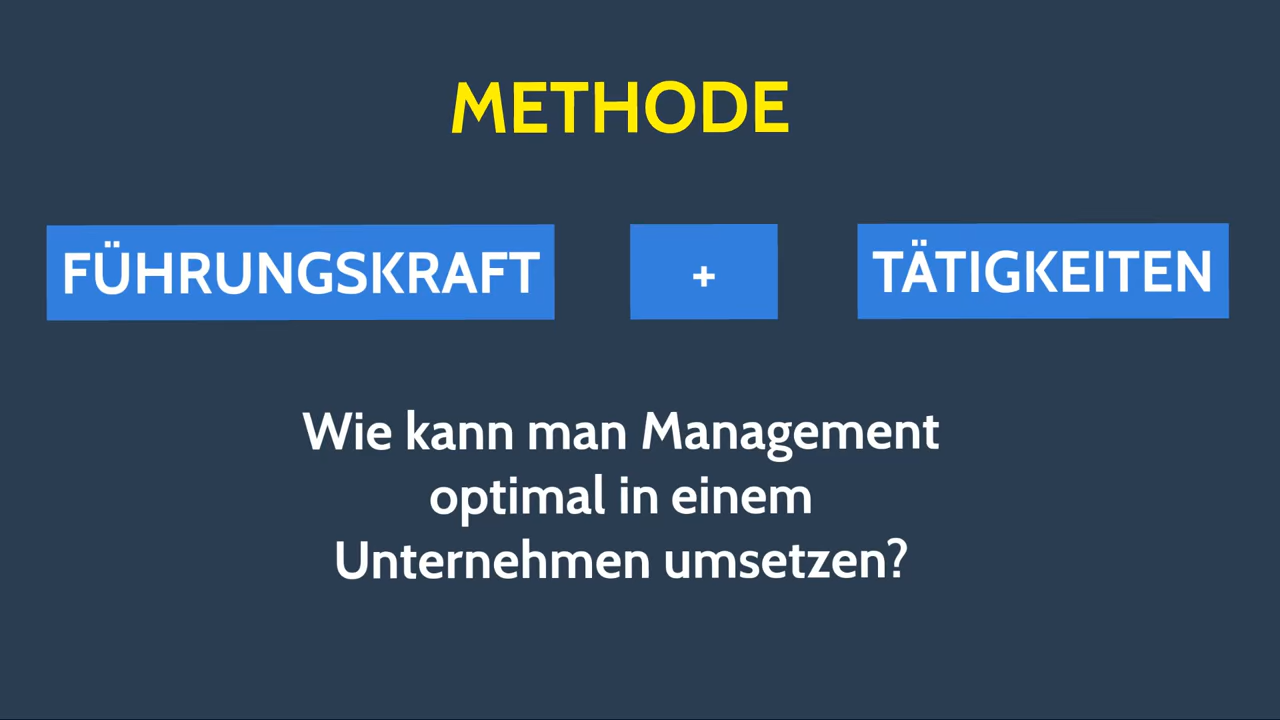 METHODE
FÜHRUNGSKRAFT + TÄTIGKEITEN
Wie kann man Management
optimal in einem
Unternehmen umsetzen?